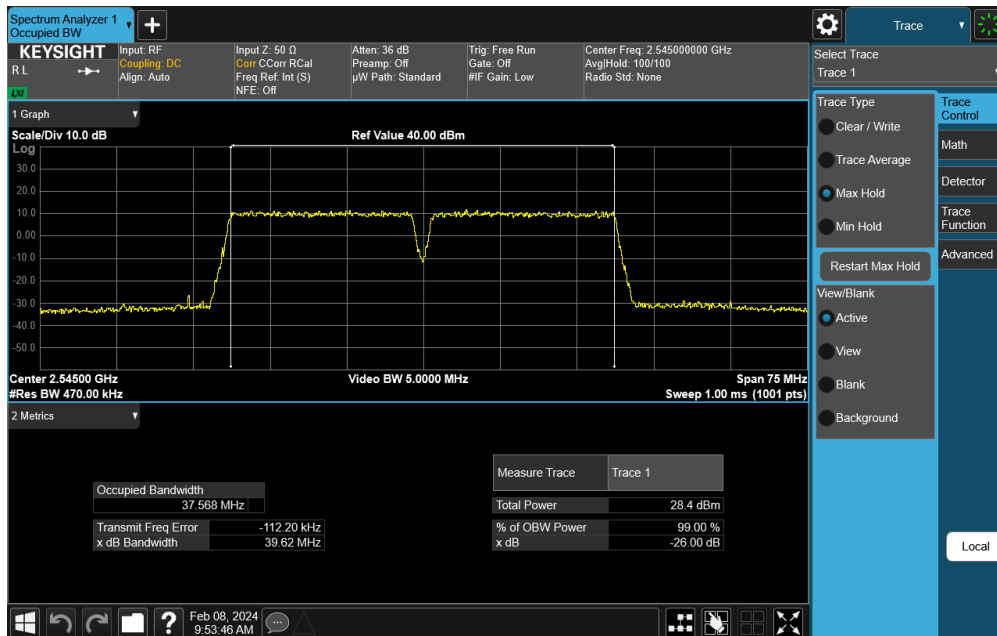 Spectrum Analyzer 1
Occupied BW
Trace
KEYSIGHT
R L
LXI
Input: RF
Coupling: DC
Align: Auto
Input Z: 50 Ω
Corr CCorr RCal
Freq Ref: Int (S)
NFE: Off
Atten: 36 dB
Preamp: Off
µW Path: Standard
Trig: Free Run
Gate: Off
#IF Gain: Low
Center Freq: 2.545000000 GHz
Avg|Hold: 100/100
Radio Std: None
Select Trace
Trace 1
1 Graph
Scale/Div 10.0 dB
Ref Value 40.00 dBm
Log
30.0
20.0
10.0
0.00
-10.0
-20.0
-30.0
-40.0
-50.0
Center 2.54500 GHz
#Res BW 470.00 kHz
Video BW 5.0000 MHz
Span 75 MHz
Sweep 1.00 ms (1001 pts)
Trace Type
Clear / Write
Trace Average
Max Hold
Min Hold
Restart Max Hold
View/Blank
Active
View
Blank
Background
Trace
Control
Math
Detector
Trace
Function
Advanced
Local
2 Metrics
Occupied Bandwidth
37.568 MHz
Transmit Freq Error -112.20 kHz
x dB Bandwidth 39.62 MHz
Measure Trace Trace 1
Total Power 28.4 dBm
% of OBW Power 99.00 %
x dB -26.00 dB
?
Feb 08, 2024
9:53:46 AM